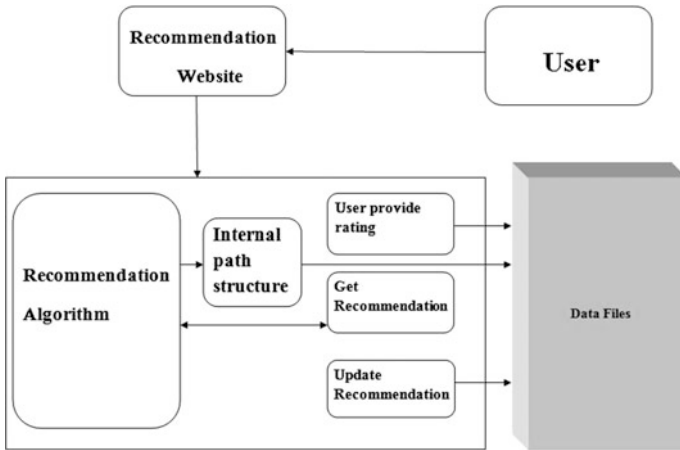 Recommendation
Website
User
Recommendation
Algorithm
Internal
path
structure
User provide
rating
Get
Recommendation
Update
Recommendation
Data Files